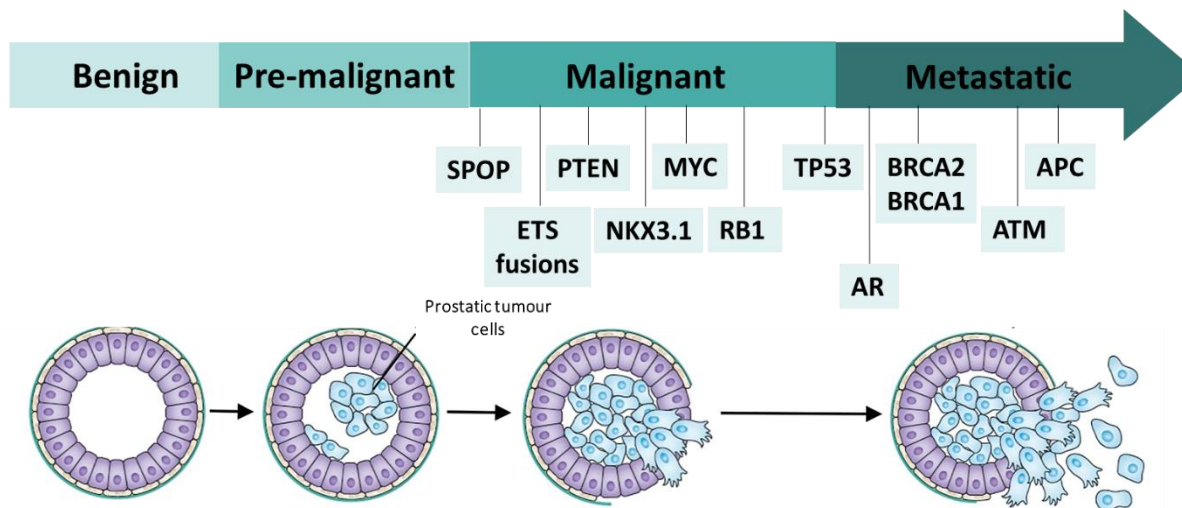 Benign
Pre-malignant
Malignant
Metastatic
SPOP
PTEN
MYC
TP53
BRCA2
BRCA1
APC
ETS
fusions
NKX3.1
RB1
ATM
AR
Prostatic tumour
cells